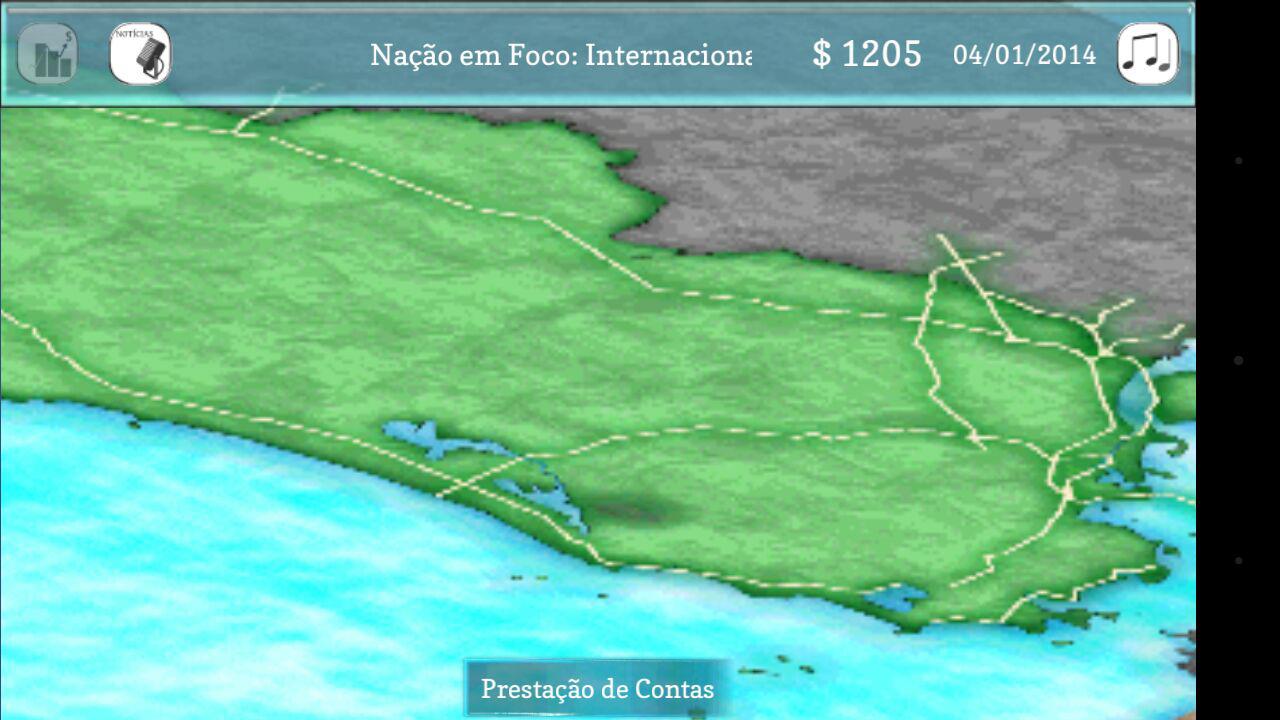 NOTÍCIAS
$
Nação em Foco: Internaciona
$ 1205
04/01/2014
Prestação de Contas